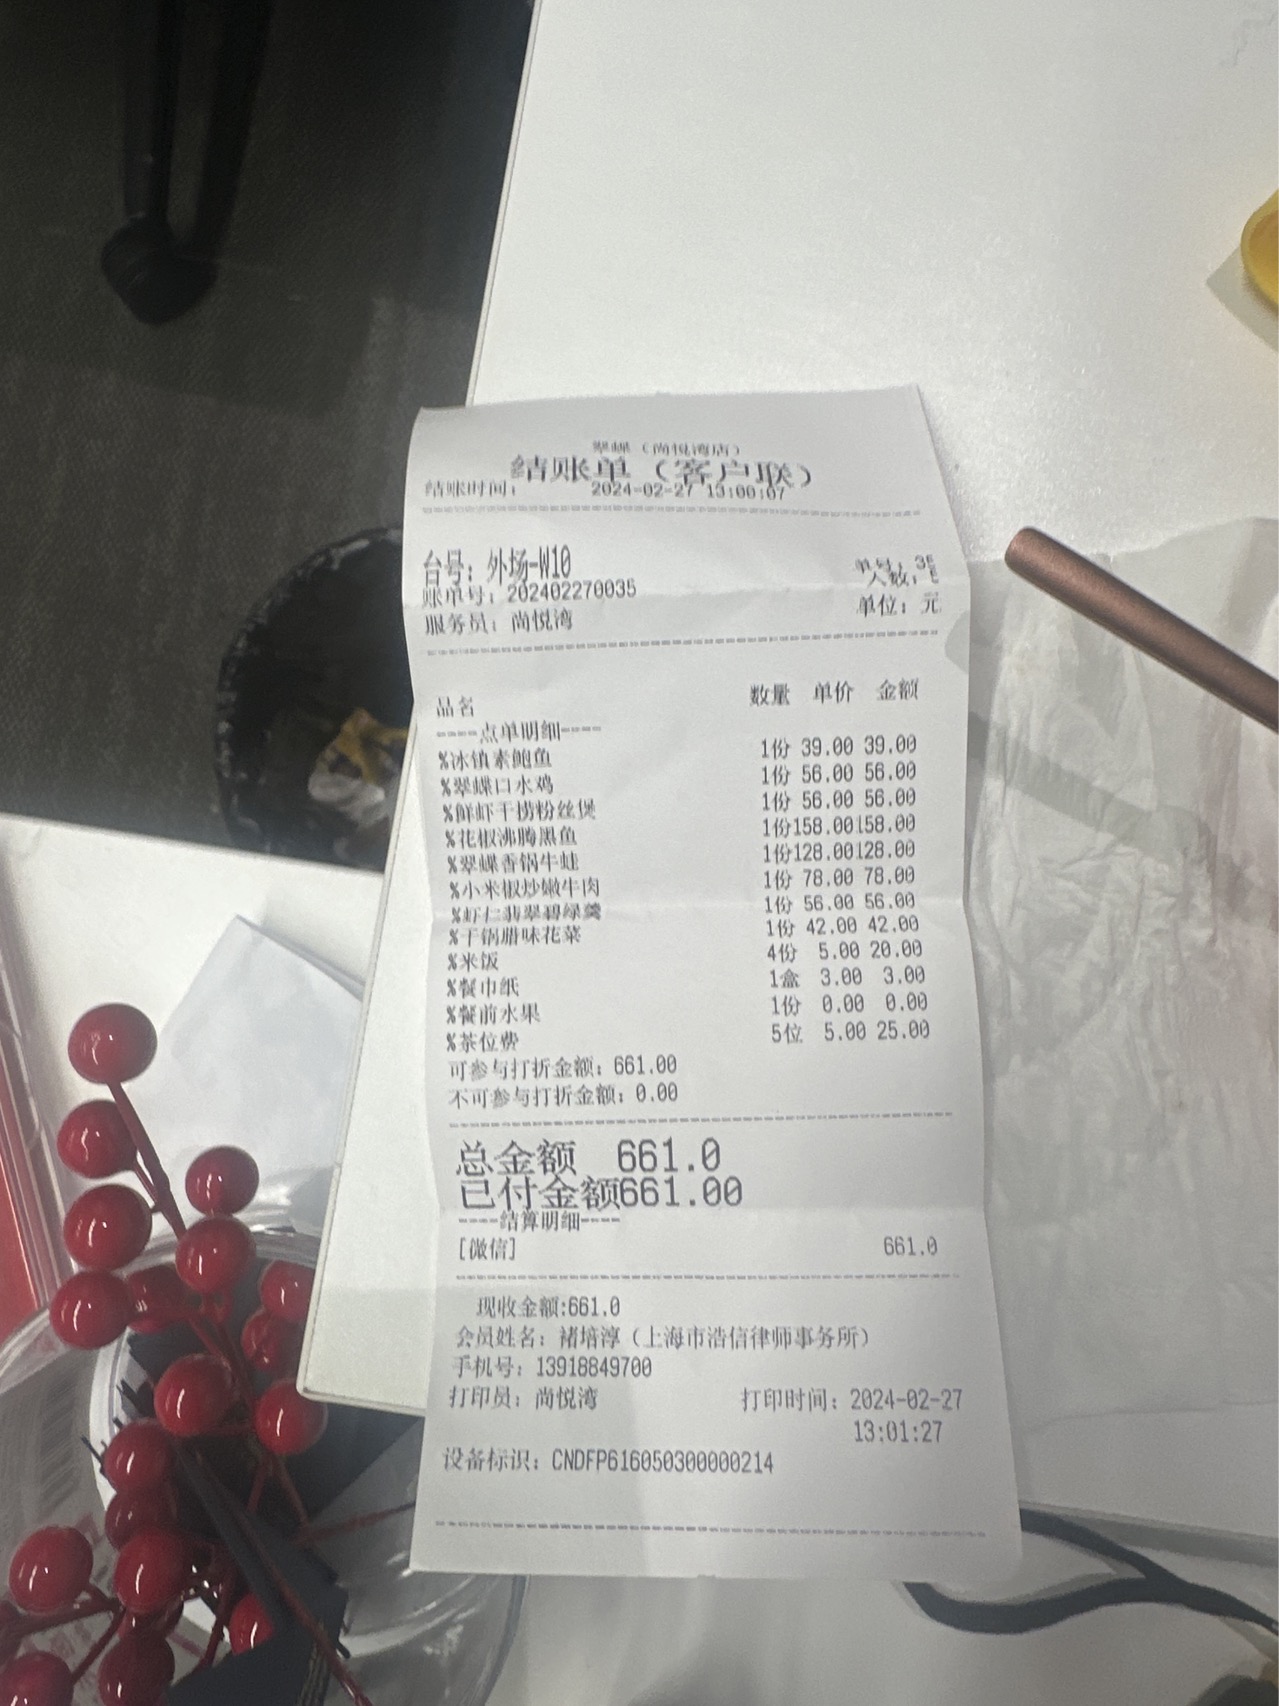 翠蝶（尚悦湾店）
结账单（客户联）
结账时间： 2024-02-27 13:00:07
台号：外场-W10 单号：35
人数：5
账单号：202402270035
服务员：尚悦湾 单位：元
品名 数量 单价 金额
----点单明细----
%冰镇素鲍鱼 1份 39.00 39.00
%翠蝶口水鸡 1份 56.00 56.00
%鲜虾干捞粉丝煲 1份 56.00 56.00
%花椒沸腾黑鱼 1份158.00158.00
%翠蝶香锅牛蛙 1份128.00128.00
%小米椒炒嫩牛肉 1份 78.00 78.00
%虾仁翡翠碧绿羹 1份 56.00 56.00
%干锅腊味花菜 1份 42.00 42.00
%米饭 4份 5.00 20.00
%餐巾纸 1盒 3.00 3.00
%餐前水果 1份 0.00 0.00
%茶位费 5位 5.00 25.00
可参与打折金额：661.00
不可参与打折金额：0.00
总金额 661.0
已付金额661.00
----结算明细----
[微信] 661.0
现收金额:661.0
会员姓名：褚培淳（上海市浩信律师事务所）
手机号：13918849700
打印员：尚悦湾 打印时间：2024-02-27
13:01:27
设备标识：CNDFP616050300000214